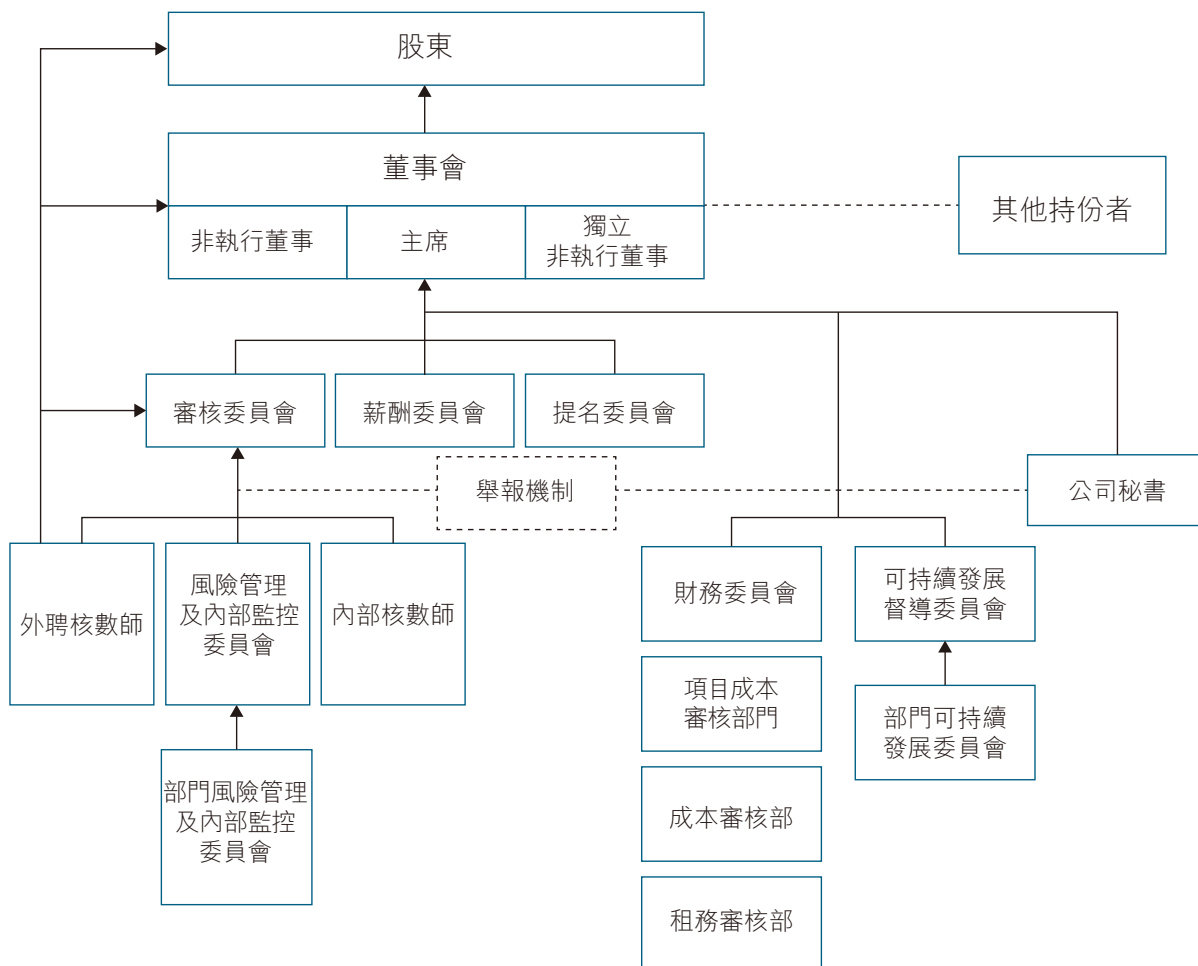 股東
董事會
非執行董事
主席
獨立
非執行董事
其他持份者
審核委員會
薪酬委員會
提名委員會
舉報機制
公司秘書
外聘核數師
風險管理
及內部監控
委員會
內部核數師
財務委員會
可持續發展
督導委員會
項目成本
審核部門
部門可持續
發展委員會
部門風險管理
及內部監控
委員會
成本審核部
租務審核部